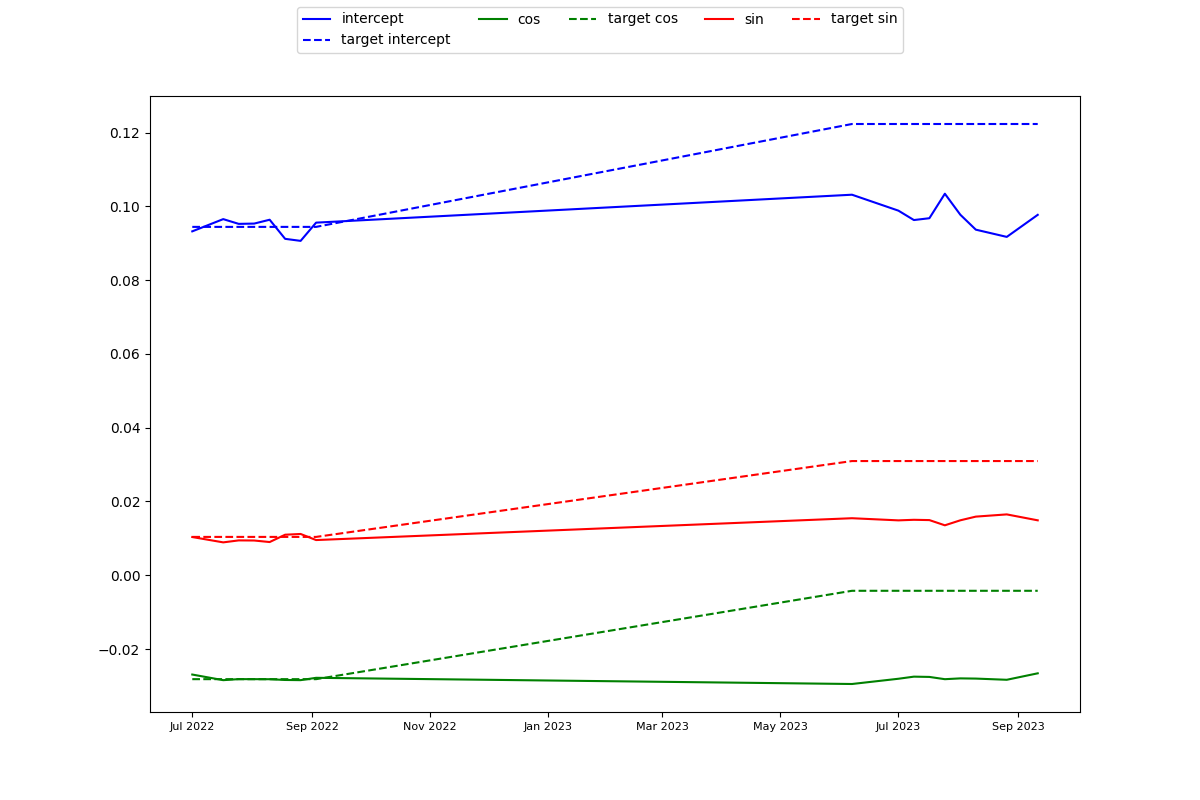 intercept cos target cos sin target sin
target intercept
0.12
0.10
0.08
0.06
0.04
0.02
0.00
−0.02
Jul 2022 Sep 2022 Nov 2022 Jan 2023 Mar 2023 May 2023 Jul 2023 Sep 2023